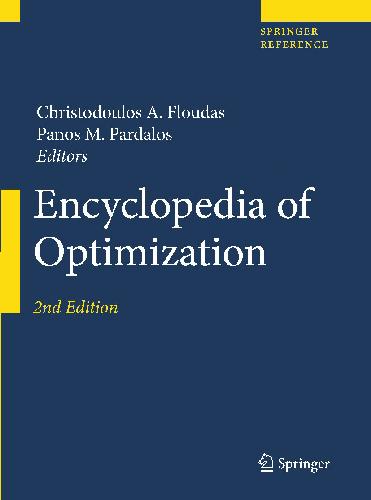 SPRINGER
REFERENCE
Christodoulos A. Floudas
Panos M. Pardalos
Editors
Encyclopedia of
Optimization
2nd Edition
Springer